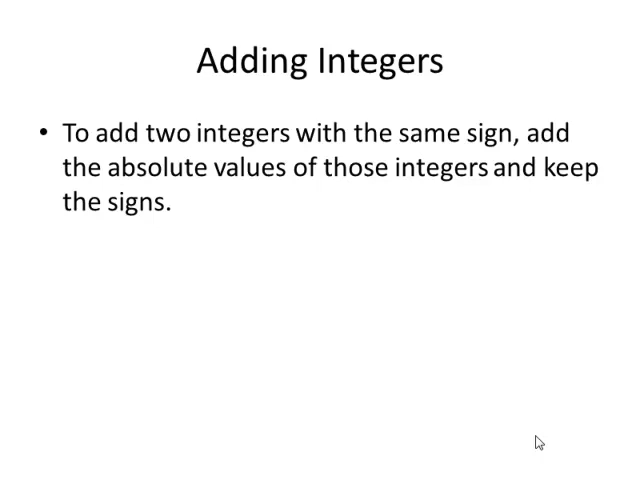 Adding Integers
• To add two integers with the same sign, add
the absolute values of those integers and keep
the signs.